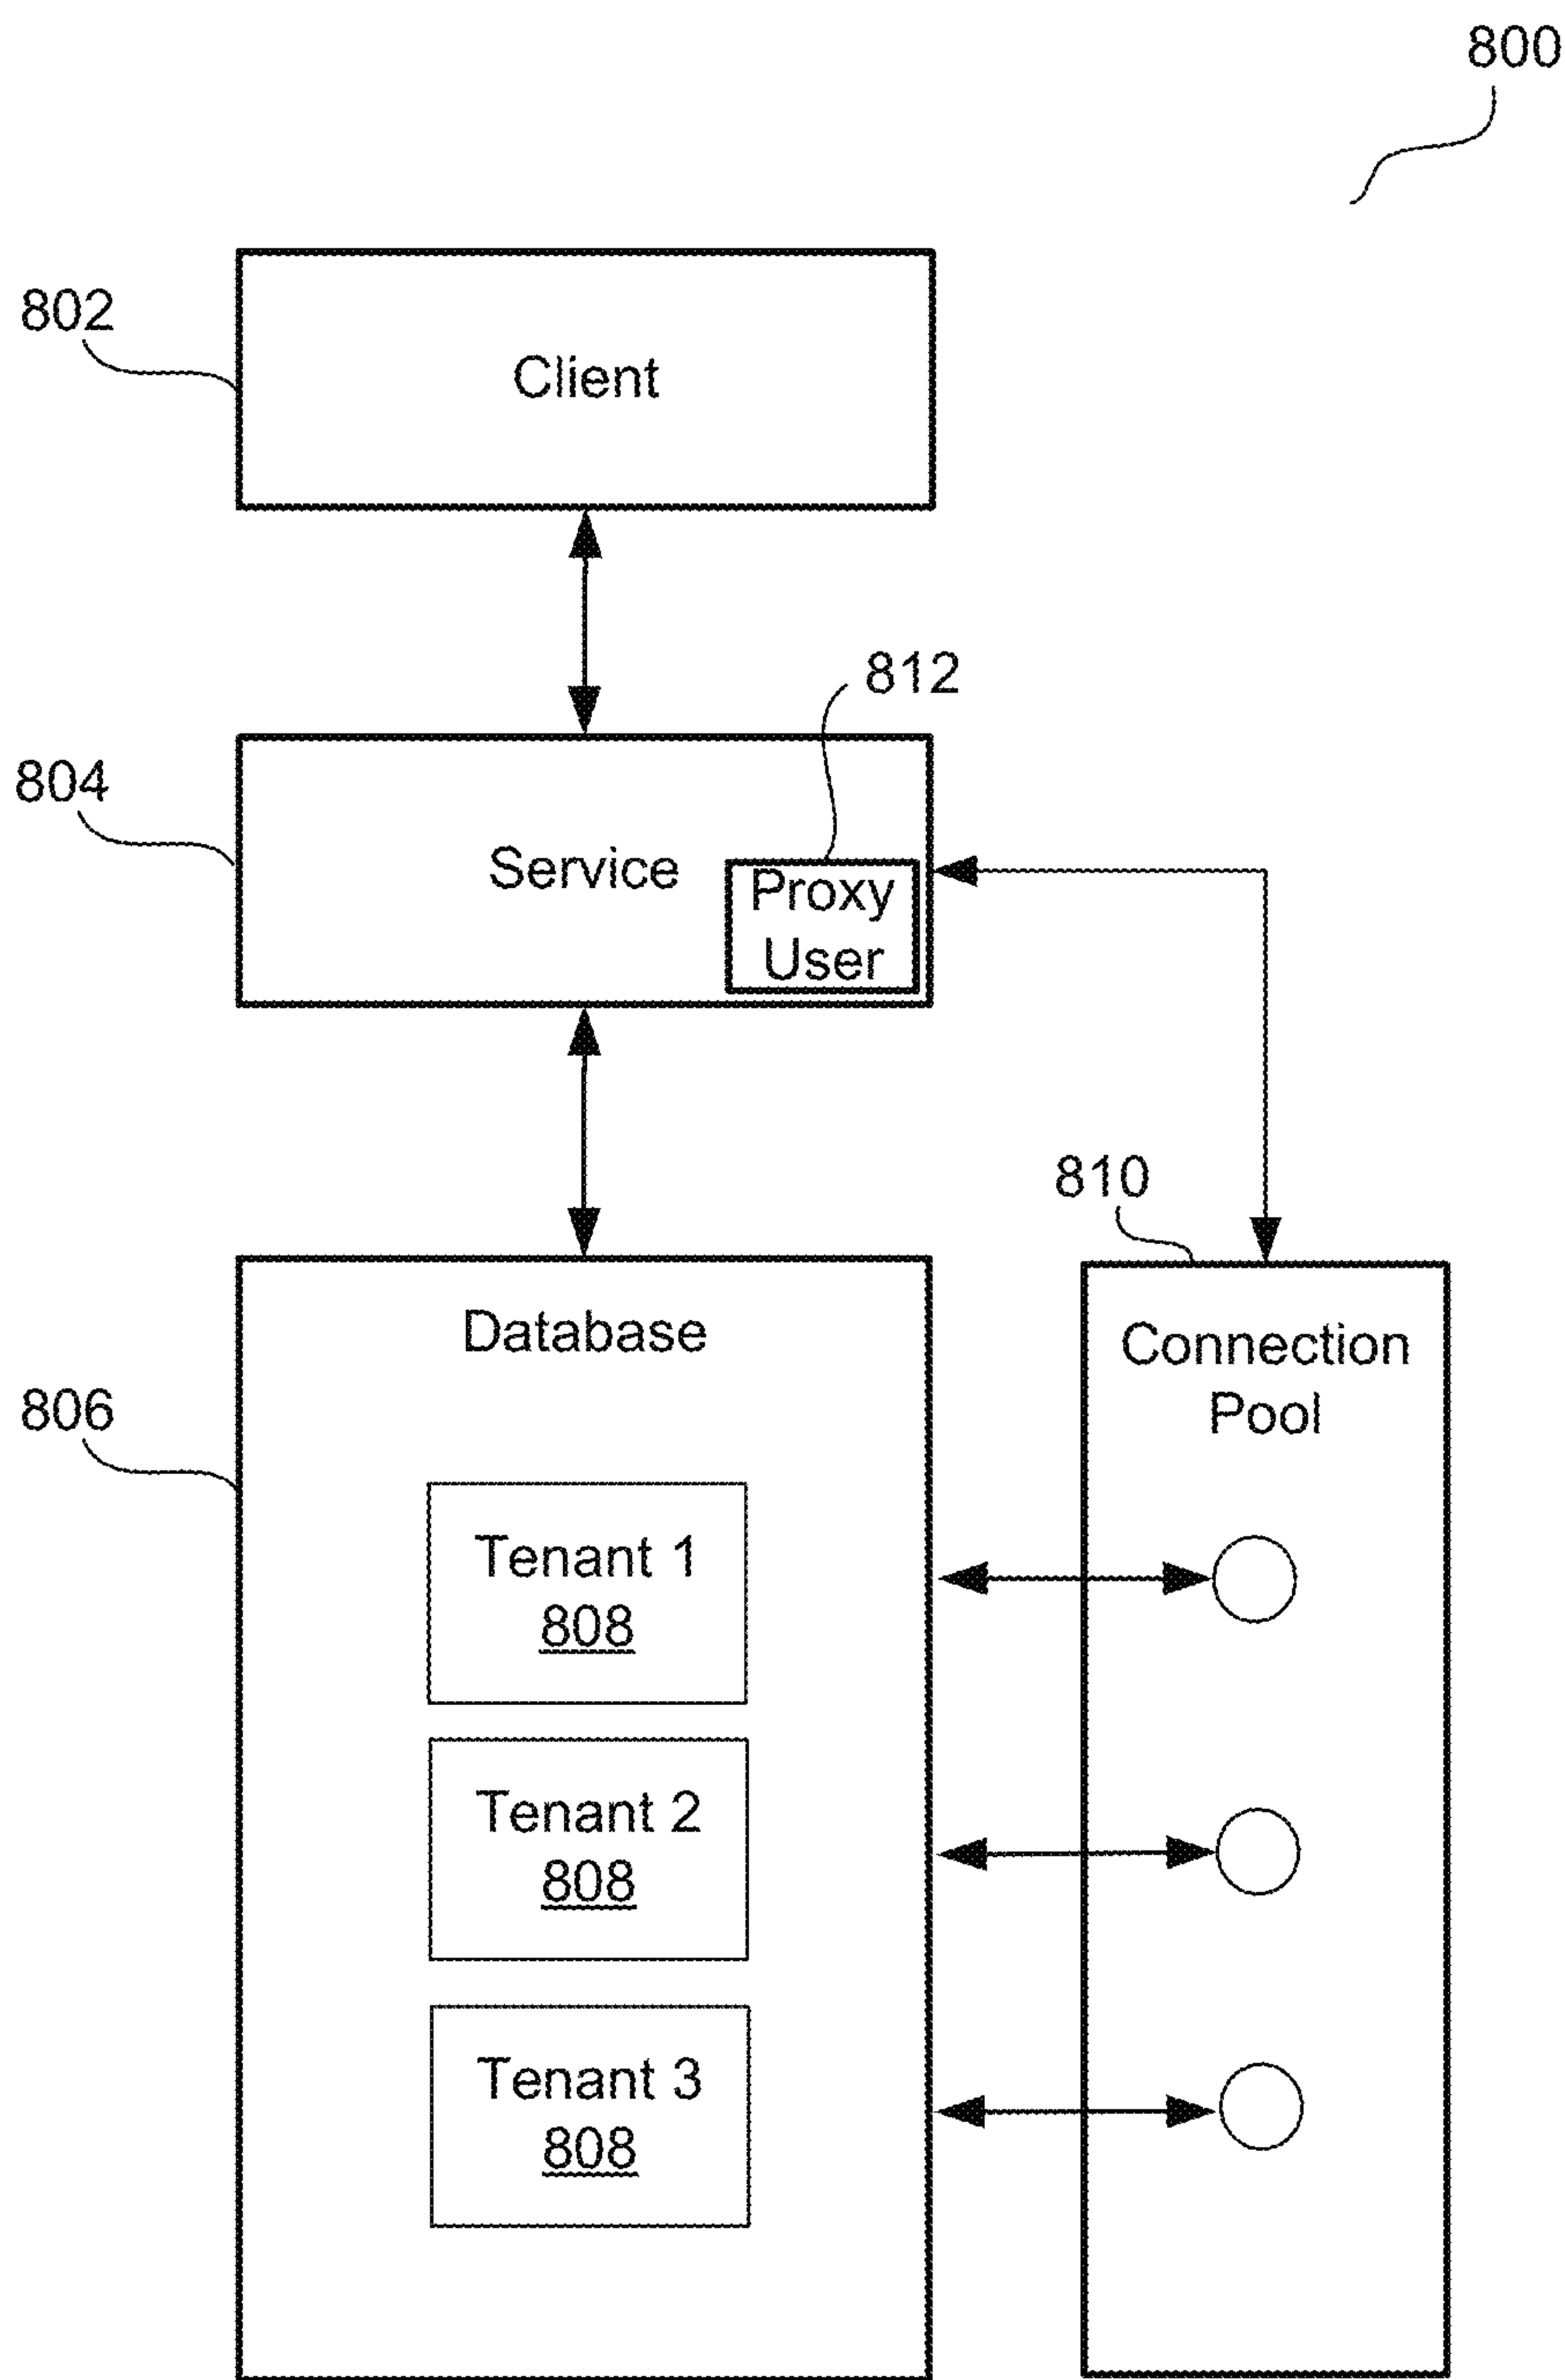 800
802
Client
812
804
Service
Proxy
User
810
Database
Connection
Pool
806
Tenant 1
808
Tenant 2
808
Tenant 3
808